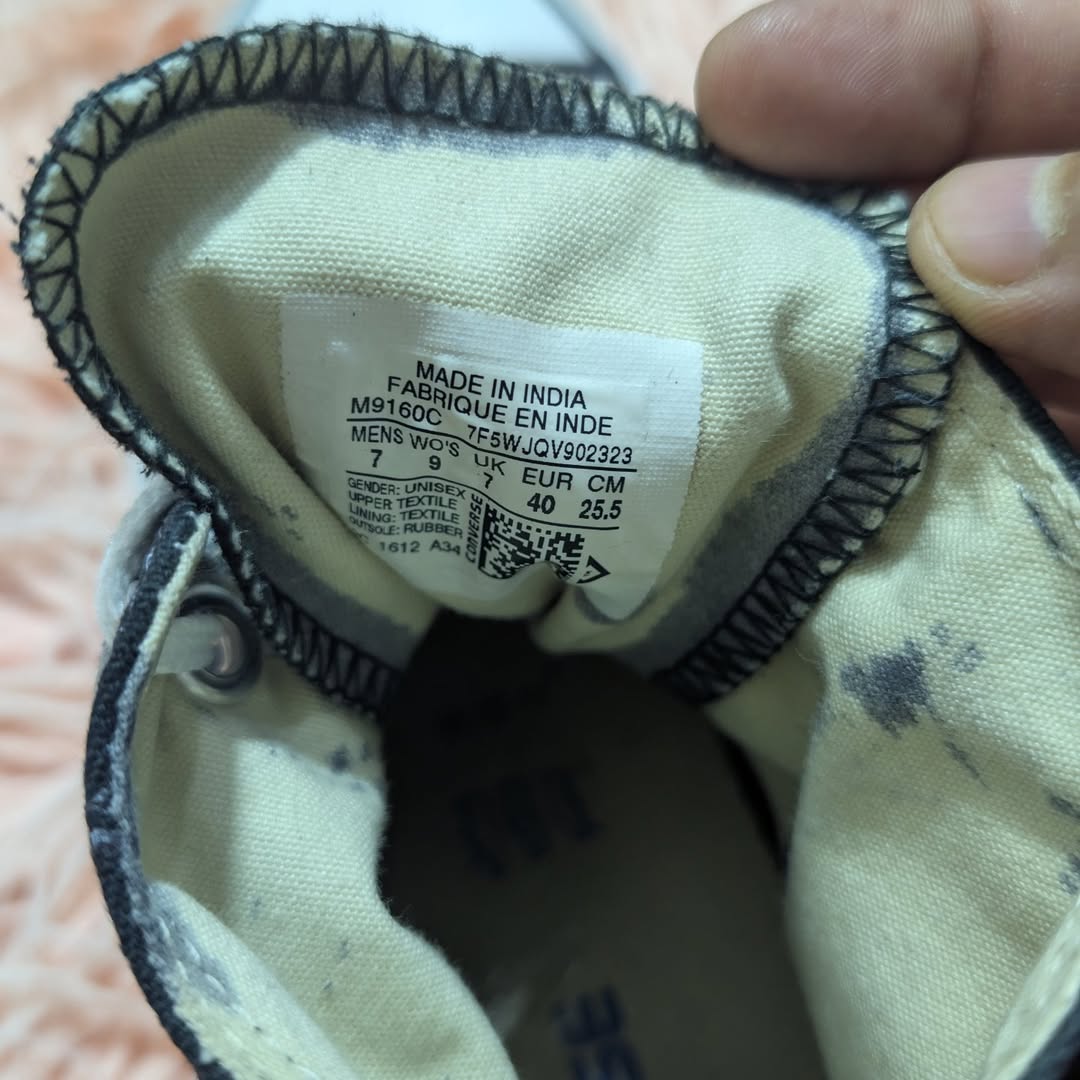 MADE IN INDIA
FABRIQUE EN INDE
M9160C 7F5WJQV902323
MENS WO'S UK EUR CM
7 9 7 40 25.5
GENDER: UNISEX
UPPER TEXTILE
LINING: TEXTILE
OUTSOLE: RUBBER
1612 A34
CONVERSE